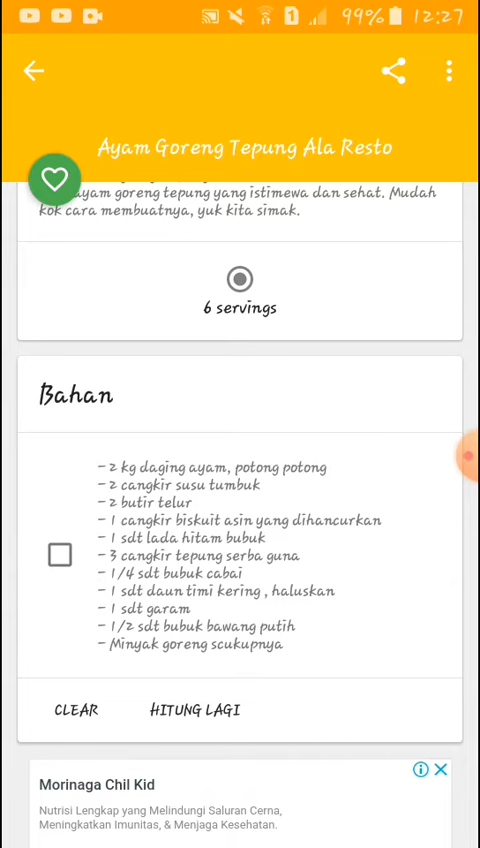 99% 12:27
Ayam Goreng Tepung Ala Resto
ayam goreng tepung yang istimewa dan sehat. Mudah
kok cara membuatnya, yuk kita simak.
6 servings
Bahan
- 2 kg daging ayam, potong potong
- 2 cangkir susu tumbuk
- 2 butir telur
- 1 cangkir biskuit asin yang dihancurkan
- 1 sdt lada hitam bubuk
- 3 cangkir tepung serba guna
- 1/4 sdt bubuk cabai
- 1 sdt daun timi kering , haluskan
- 1 sdt garam
- 1/2 sdt bubuk bawang putih
- Minyak goreng scukupnya
CLEAR HITUNG LAGI
Morinaga Chil Kid
Nutrisi Lengkap yang Melindungi Saluran Cerna,
Meningkatkan Imunitas, & Menjaga Kesehatan.